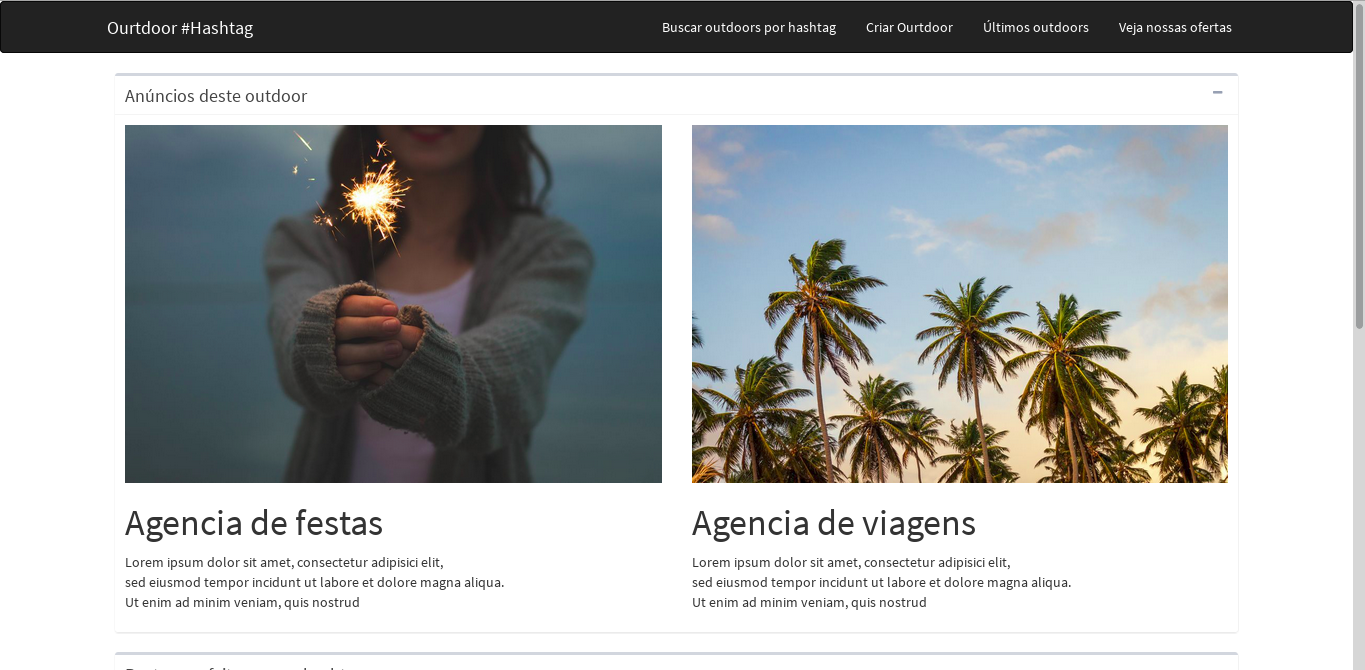 Ourtdoor #Hashtag
Buscar outdoors por hashtag
Criar Ourtdoor
Últimos outdoors
Veja nossas ofertas
Anúncios deste outdoor
Agencia de festas
Lorem ipsum dolor sit amet, consectetur adipisici elit,
sed eiusmod tempor incidunt ut labore et dolore magna aliqua.
Ut enim ad minim veniam, quis nostrud
Agencia de viagens
Lorem ipsum dolor sit amet, consectetur adipisici elit,
sed eiusmod tempor incidunt ut labore et dolore magna aliqua.
Ut enim ad minim veniam, quis nostrud